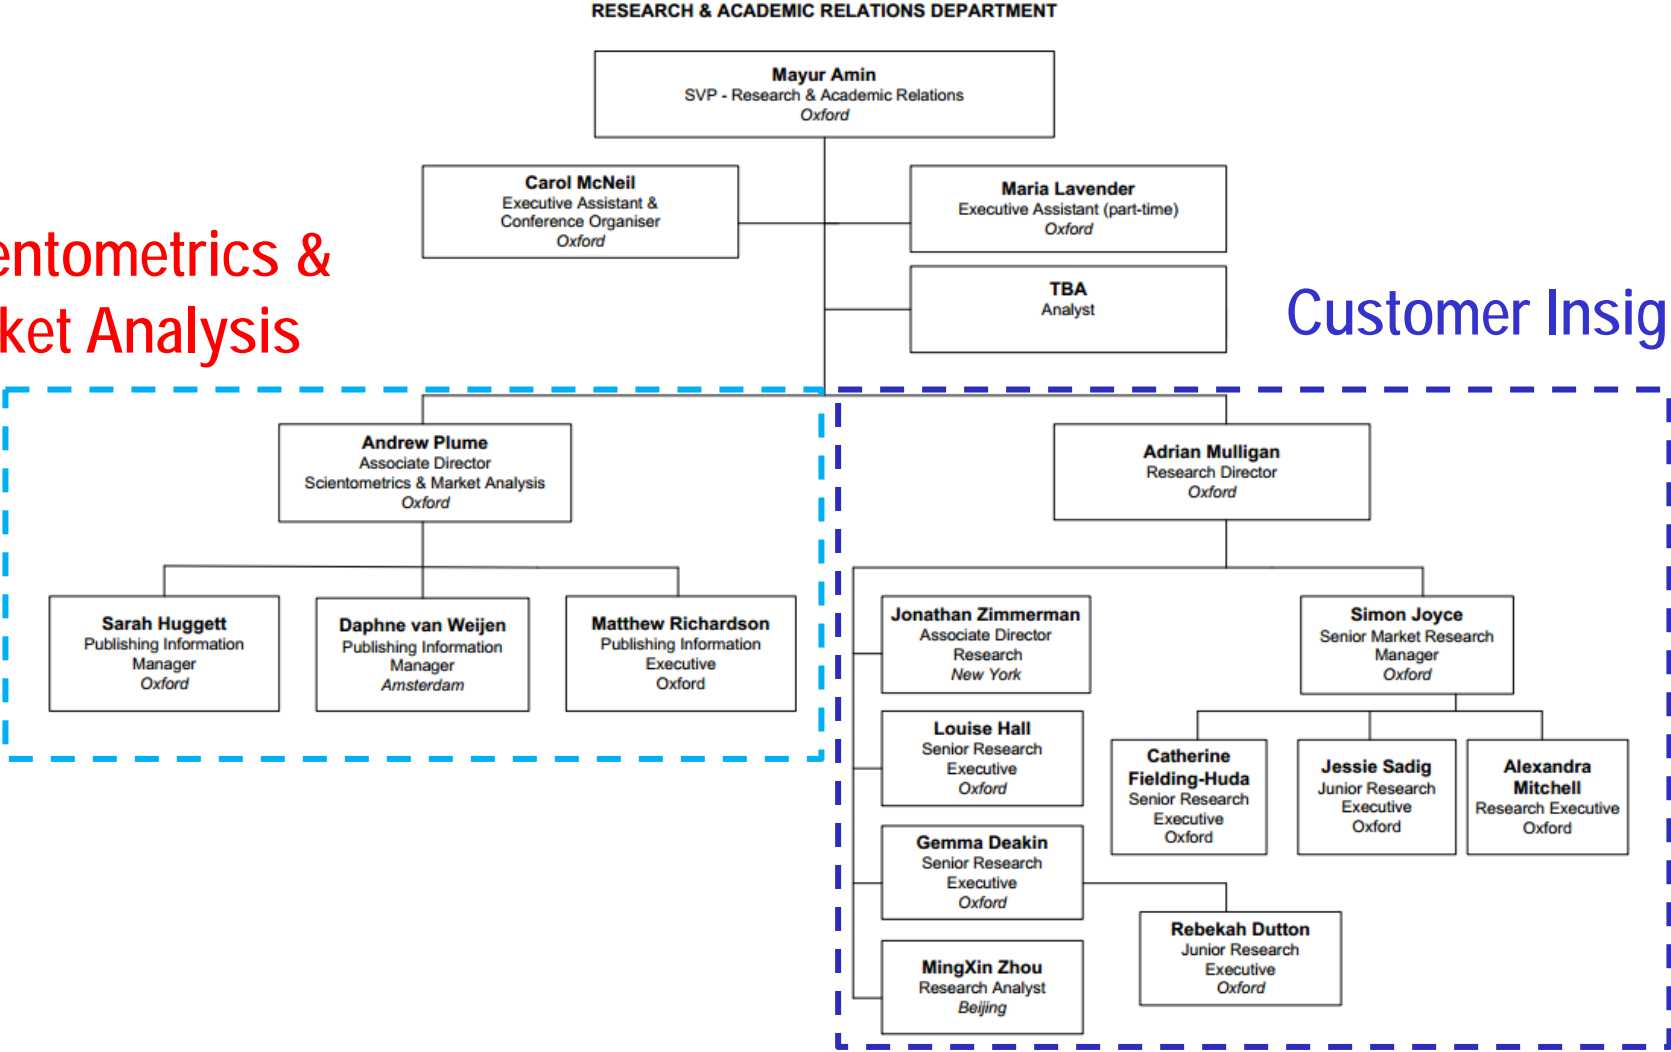 RESEARCH & ACADEMIC RELATIONS DEPARTMENT
Mayur Amin
SVP - Research & Academic Relations
Oxford
Carol McNeil
Executive Assistant &
Conference Organiser
Oxford
Maria Lavender
Executive Assistant (part-time)
Oxford
TBA
Analyst
entometrics &
ket Analysis
Customer Insig
Andrew Plume
Associate Director
Scientometrics & Market Analysis
Oxford
Adrian Mulligan
Research Director
Oxford
Sarah Huggett
Publishing Information
Manager
Oxford
Daphne van Weijen
Publishing Information
Manager
Amsterdam
Matthew Richardson
Publishing Information
Executive
Oxford
Jonathan Zimmerman
Associate Director
Research
New York
Simon Joyce
Senior Market Research
Manager
Oxford
Louise Hall
Senior Research
Executive
Oxford
Catherine
Fielding-Huda
Senior Research
Executive
Oxford
Jessie Sadig
Junior Research
Executive
Oxford
Alexandra
Mitchell
Research Executive
Oxford
Gemma Deakin
Senior Research
Executive
Oxford
Rebekah Dutton
Junior Research
Executive
Oxford
MingXin Zhou
Research Analyst
Beijing